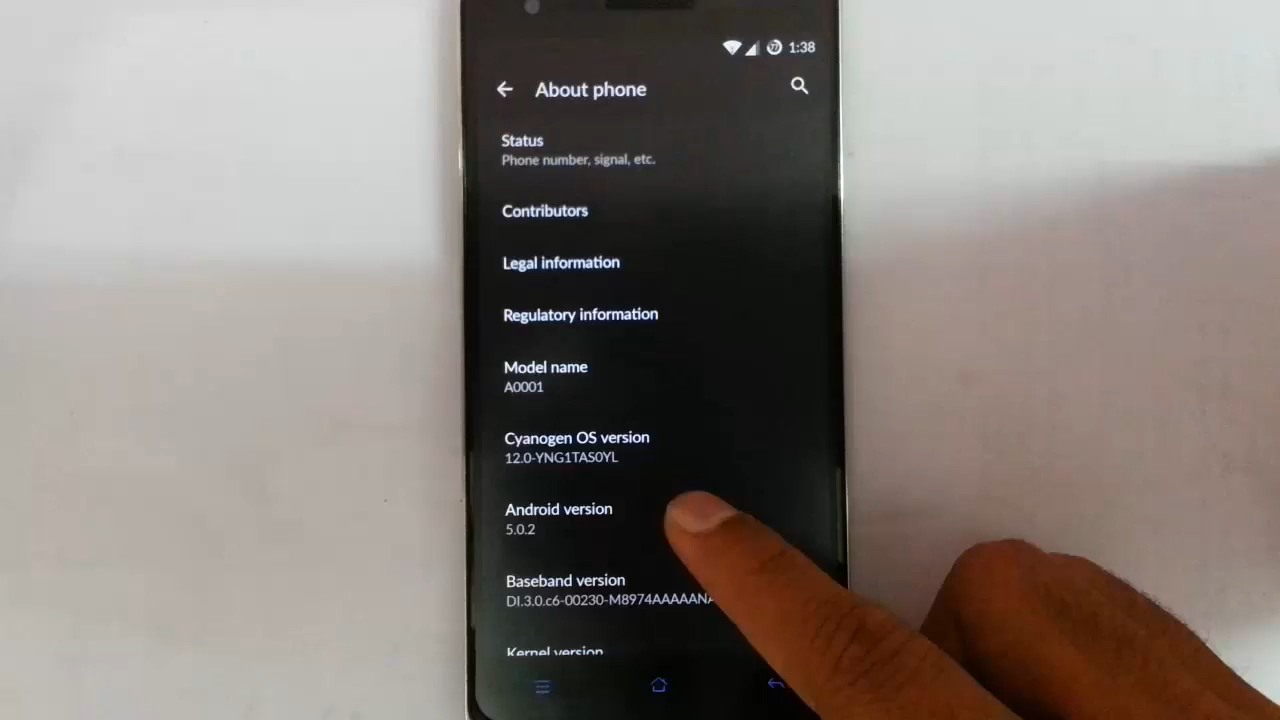 1:38
About phone
Status
Phone number, signal, etc.
Contributors
Legal information
Regulatory information
Model name
A0001
Cyanogen OS version
12.0-YNG1TAS0YL
Android version
5.0.2
Baseband version
DI.3.0.c6-00230-M8974AAAAANA
Kernel version